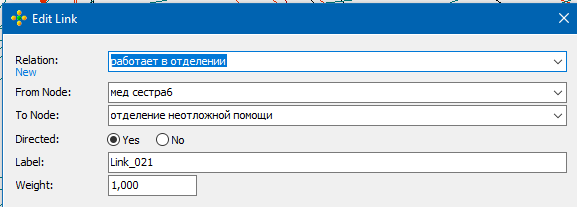 Edit Link
Relation: работает в отделении
New
From Node: мед сестра6
To Node: отделение неотложной помощи
Directed: Yes No
Label: Link_021
Weight: 1,000